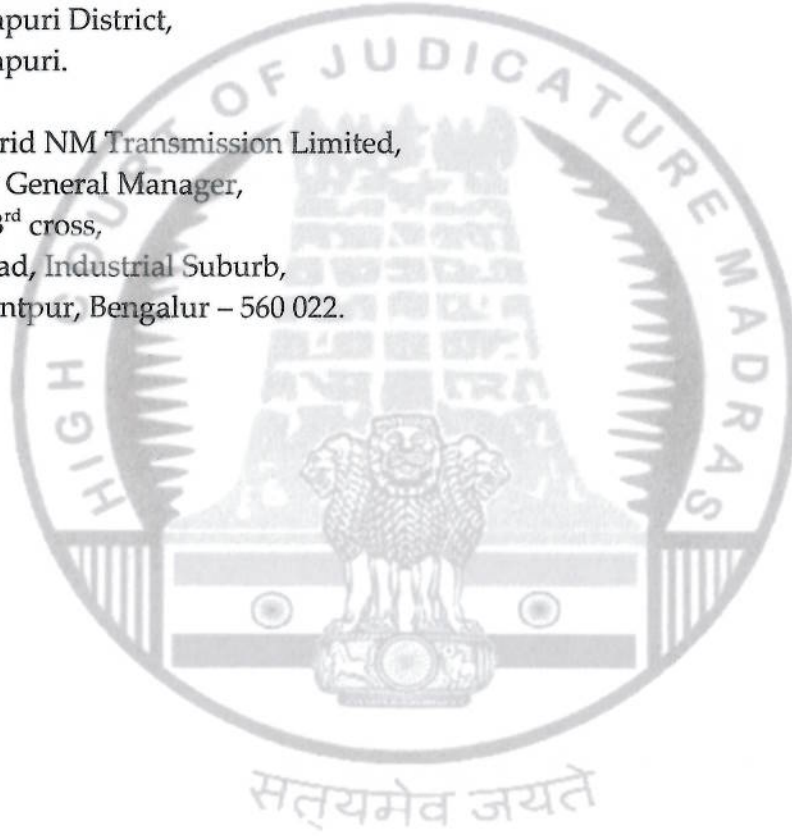 apuri District,
apuri.
rid NM Transmission Limited,
General Manager,
3rd cross,
ad, Industrial Suburb,
ntpur, Bengalur – 560 022.
HIGH COURT OF JUDICATURE MADRAS
सत्यमेव जयते